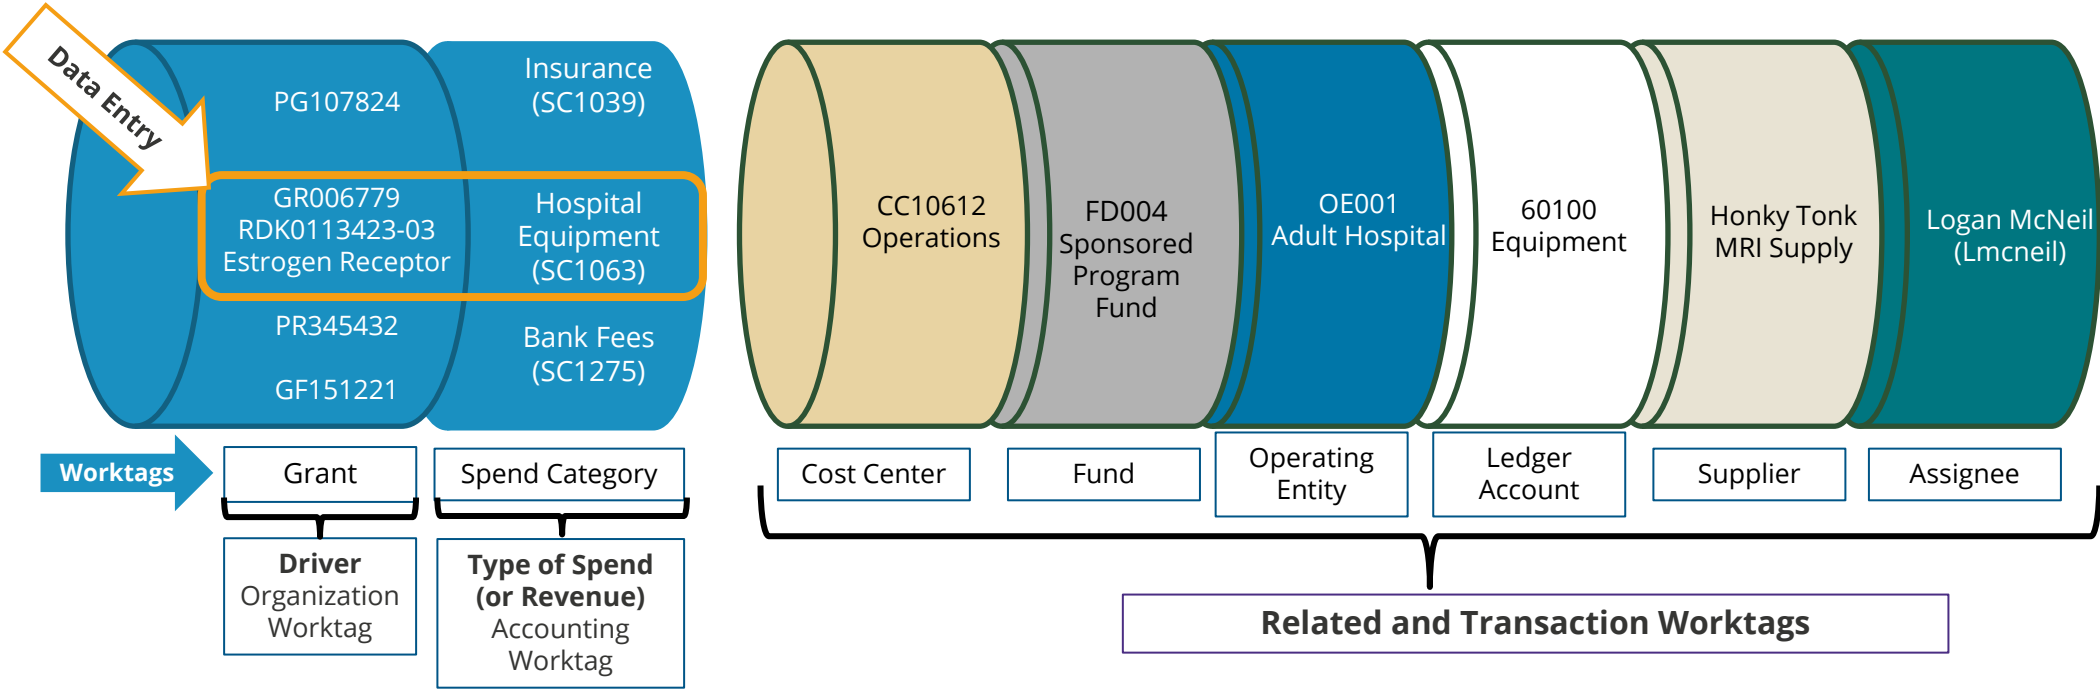 Data Entry
PG107824
GR006779
RDK0113423-03
Estrogen Receptor
PR345432
GF151221
Insurance
(SC1039)
Hospital
Equipment
(SC1063)
Bank Fees
(SC1275)
CC10612
Operations
FD004
Sponsored
Program
Fund
OE001
Adult Hospital
60100
Equipment
Honky Tonk
MRI Supply
Logan McNeil
(Lmcneil)
Worktags
Grant
Spend Category
Cost Center
Fund
Operating
Entity
Ledger
Account
Supplier
Assignee
Driver
Organization
Worktag
Type of Spend
(or Revenue)
Accounting
Worktag
Related and Transaction Worktags